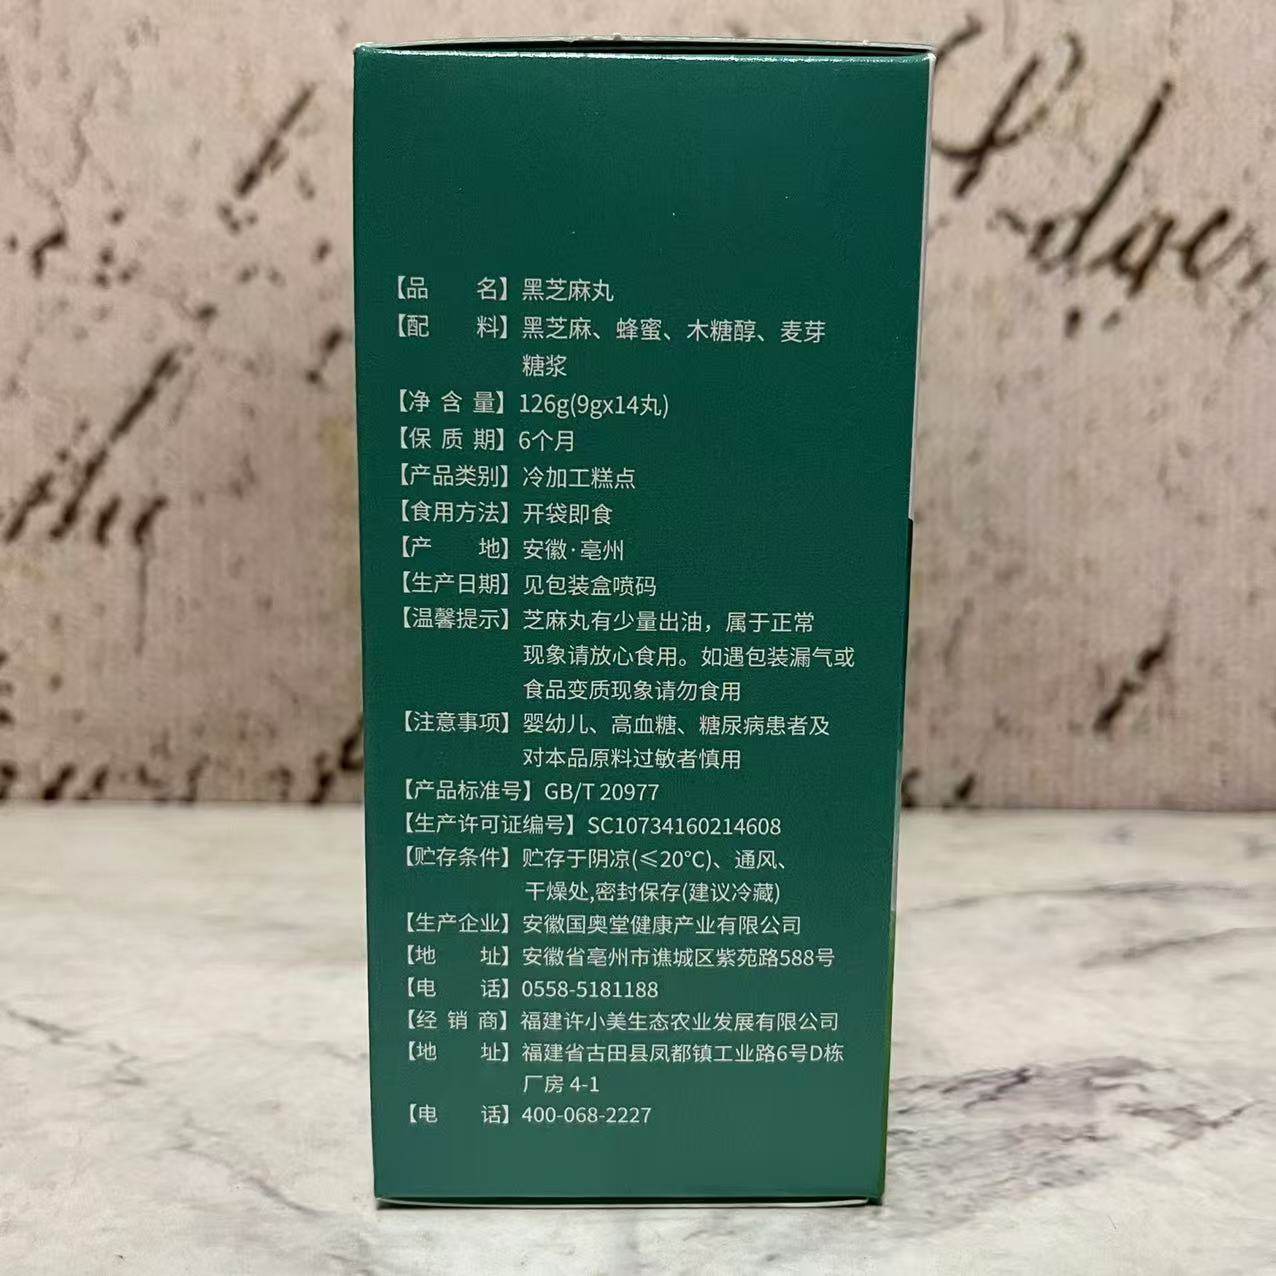 【品 名】黑芝麻丸
【配 料】黑芝麻、蜂蜜、木糖醇、麦芽
糖浆
【净 含 量】126g(9gx14丸)
【保 质 期】6个月
【产品类别】冷加工糕点
【食用方法】开袋即食
【产 地】安徽·亳州
【生产日期】见包装盒喷码
【温馨提示】芝麻丸有少量出油，属于正常
现象请放心食用。如遇包装漏气或
食品变质现象请勿食用
【注意事项】婴幼儿、高血糖、糖尿病患者及
对本品原料过敏者慎用
【产品标准号】GB/T 20977
【生产许可证编号】SC10734160214608
【贮存条件】贮存于阴凉(≤20℃)、通风、
干燥处,密封保存(建议冷藏)
【生产企业】安徽国奥堂健康产业有限公司
【地 址】安徽省亳州市谯城区紫苑路588号
【电 话】0558-5181188
【经 销 商】福建许小美生态农业发展有限公司
【地 址】福建省古田县凤都镇工业路6号D栋
厂房 4-1
【电 话】400-068-2227